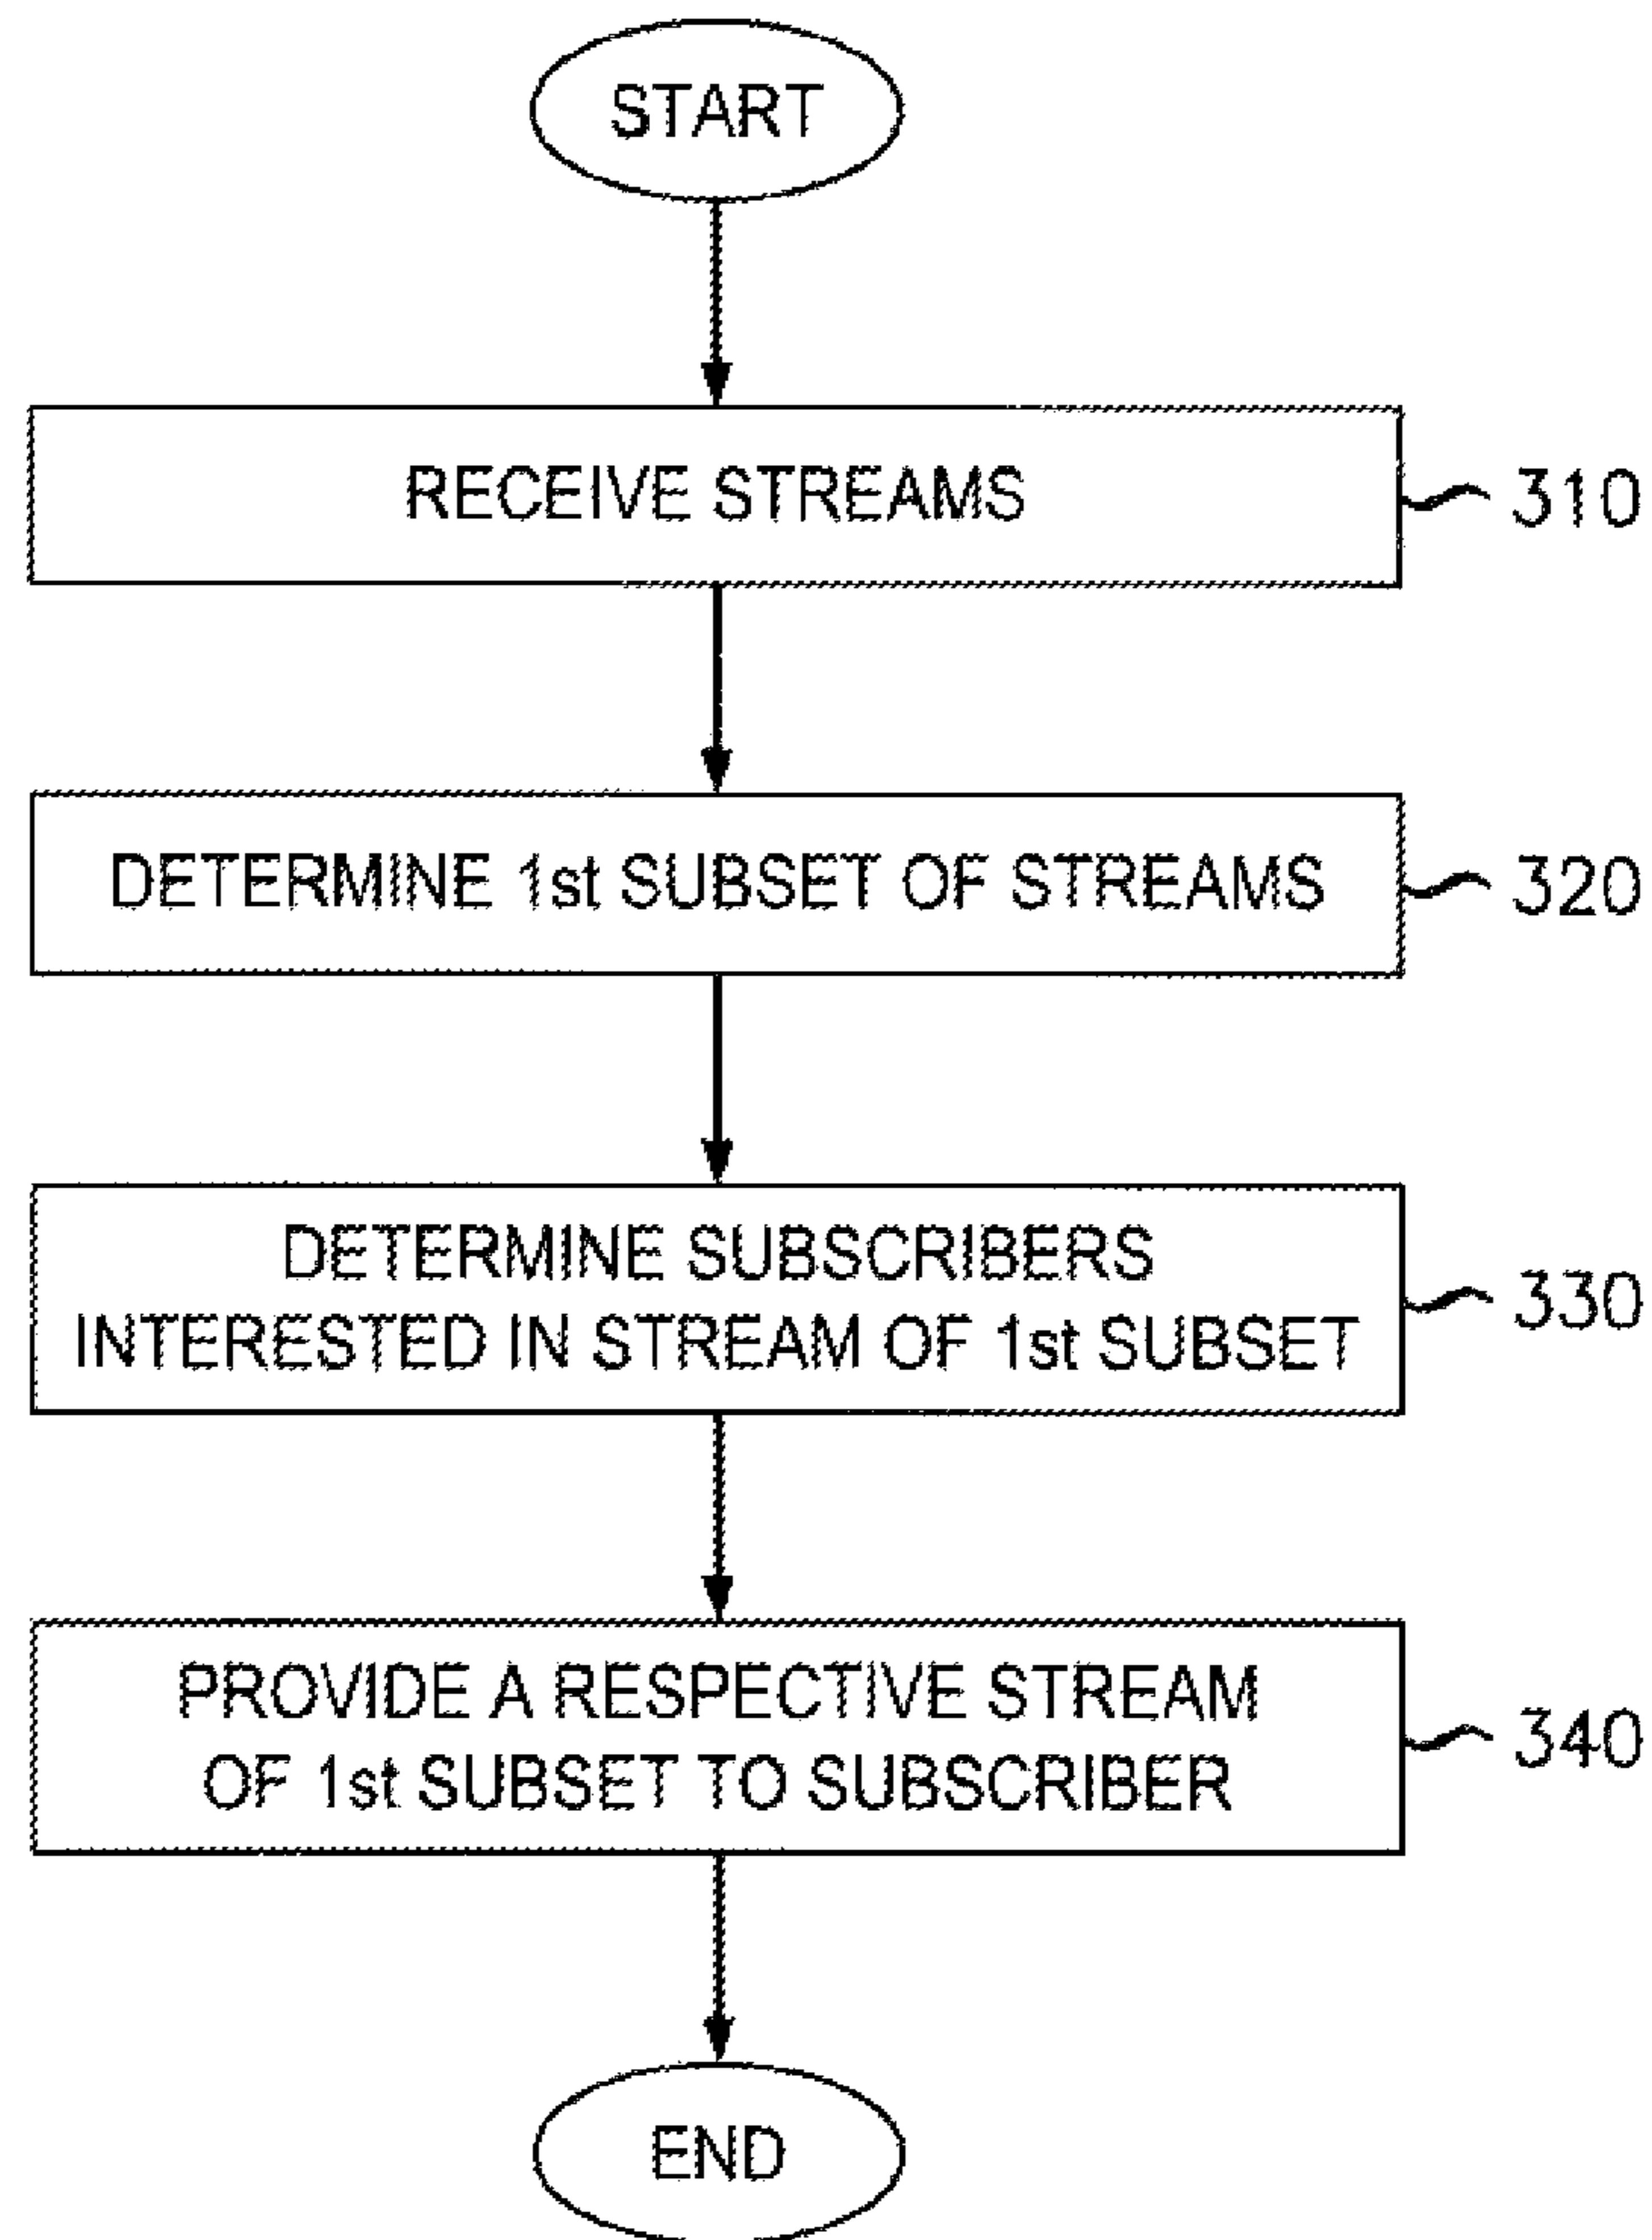 START
RECEIVE STREAMS
310
DETERMINE 1st SUBSET OF STREAMS
320
DETERMINE SUBSCRIBERS
INTERESTED IN STREAM OF 1st SUBSET
330
PROVIDE A RESPECTIVE STREAM
OF 1st SUBSET TO SUBSCRIBER
340
END